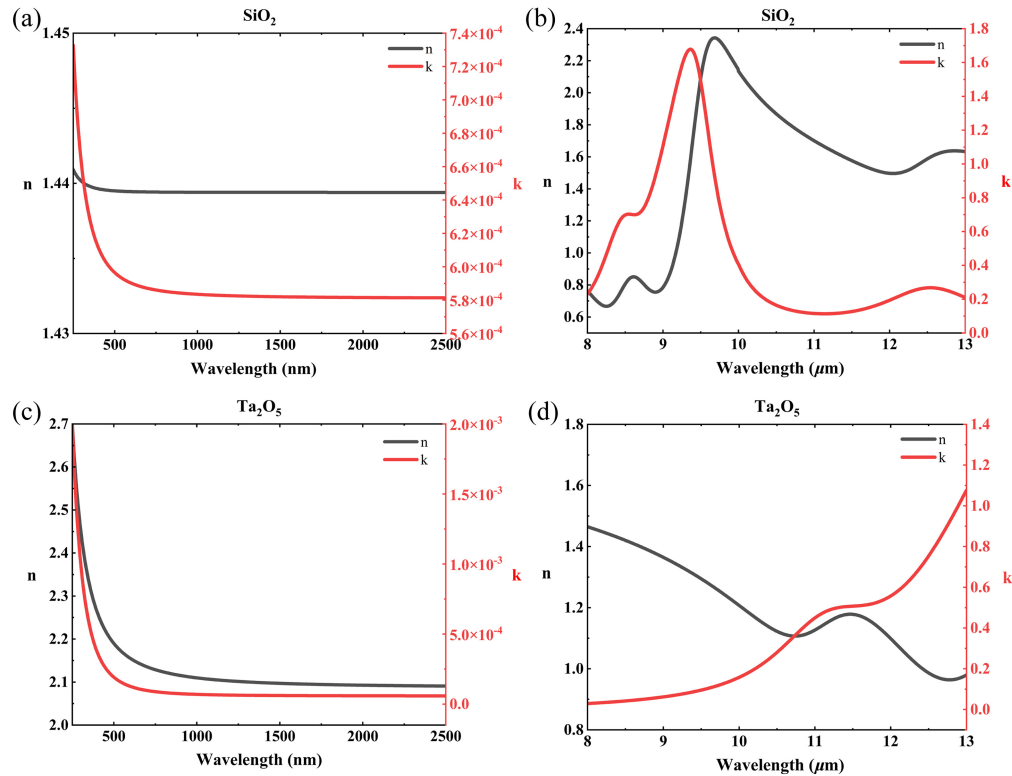 (a)
SiO₂
1.45
1.44
1.43
n
7.4×10⁻⁴
7.2×10⁻⁴
7.0×10⁻⁴
6.8×10⁻⁴
6.6×10⁻⁴
6.4×10⁻⁴
6.2×10⁻⁴
6.0×10⁻⁴
5.8×10⁻⁴
5.6×10⁻⁴
k
n
k
500
1000
1500
2000
2500
Wavelength (nm)
(b)
SiO₂
2.4
2.2
2.0
1.8
1.6
1.4
1.2
1.0
0.8
0.6
n
1.8
1.6
1.4
1.2
1.0
0.8
0.6
0.4
0.2
0.0
k
n
k
8
9
10
11
12
13
Wavelength (μm)
(c)
Ta₂O₅
2.7
2.6
2.5
2.4
2.3
2.2
2.1
2.0
n
2.0×10⁻³
1.5×10⁻³
1.0×10⁻³
5.0×10⁻⁴
0.0
k
n
k
500
1000
1500
2000
2500
Wavelength (nm)
(d)
Ta₂O₅
1.8
1.6
1.4
1.2
1.0
0.8
n
1.4
1.2
1.0
0.8
0.6
0.4
0.2
0.0
k
n
k
8
9
10
11
12
13
Wavelength (μm)